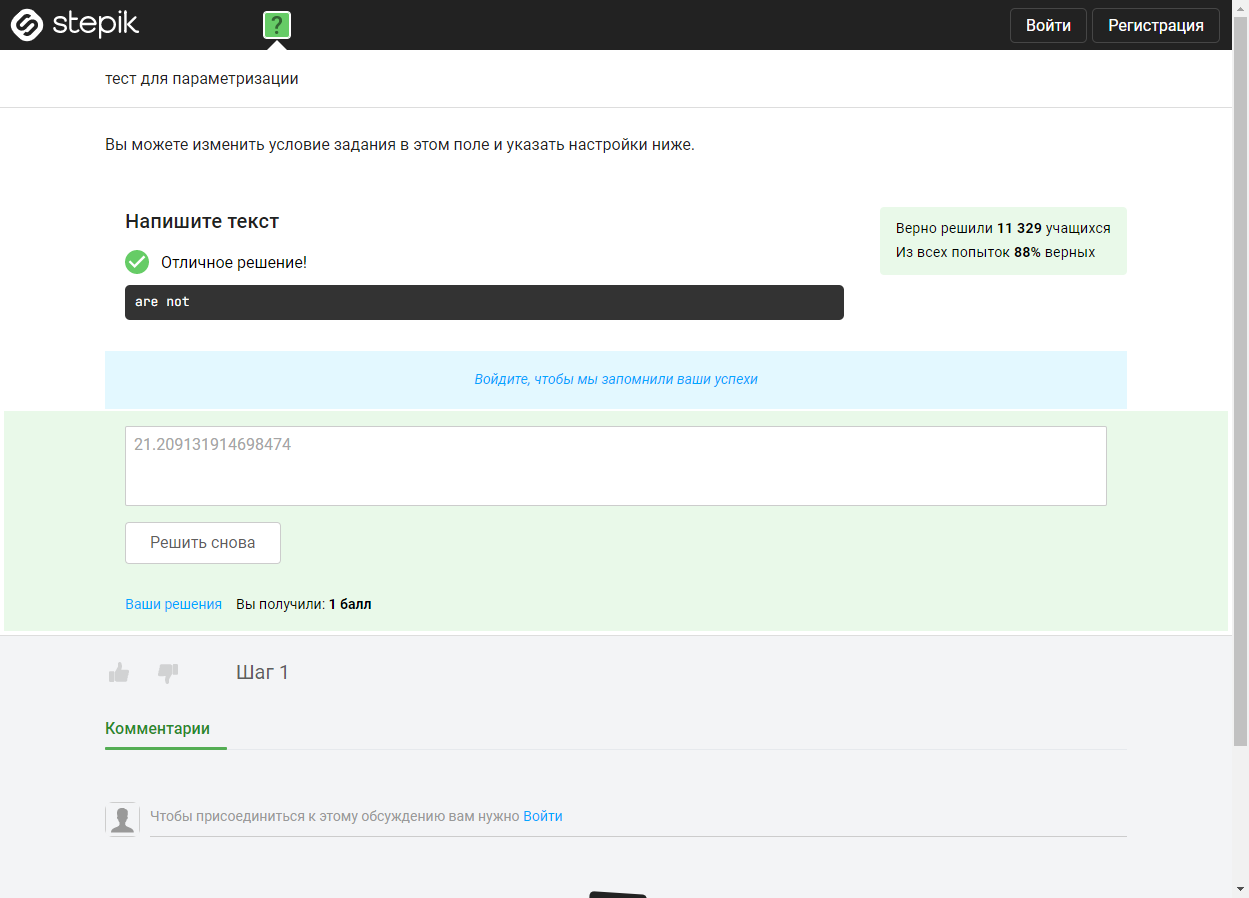 stepik
?
Войти
Регистрация
тест для параметризации
Вы можете изменить условие задания в этом поле и указать настройки ниже.
Напишите текст
Верно решили 11 329 учащихся
Из всех попыток 88% верных
Отличное решение!
are not
Войдите, чтобы мы запомнили ваши успехи
21.209131914698474
Решить снова
Ваши решения Вы получили: 1 балл
Шаг 1
Комментарии
Чтобы присоединиться к этому обсуждению вам нужно Войти